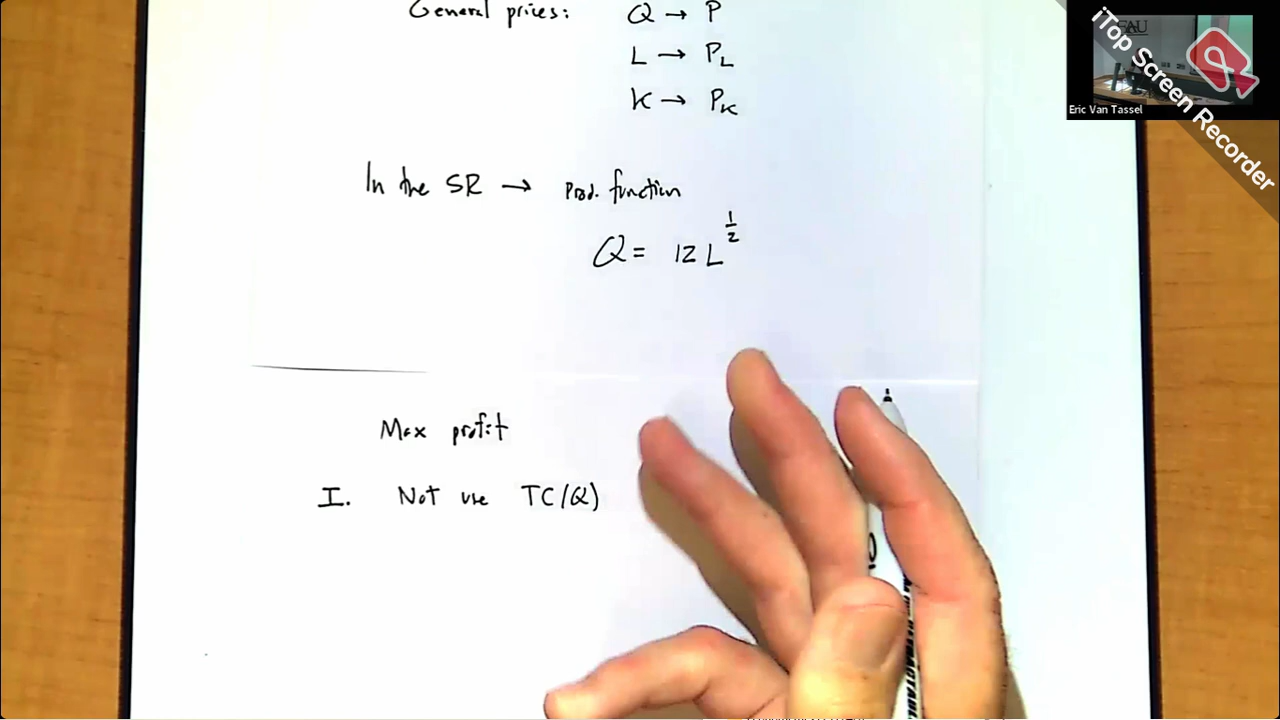 General prices: Q → P
L → PL
K → PK
In the SR → Prod. function
Q = 12 L^1/2
Max profit
I. Not use TC(Q)
FAU
Eric Van Tassel
iTop Screen Recorder